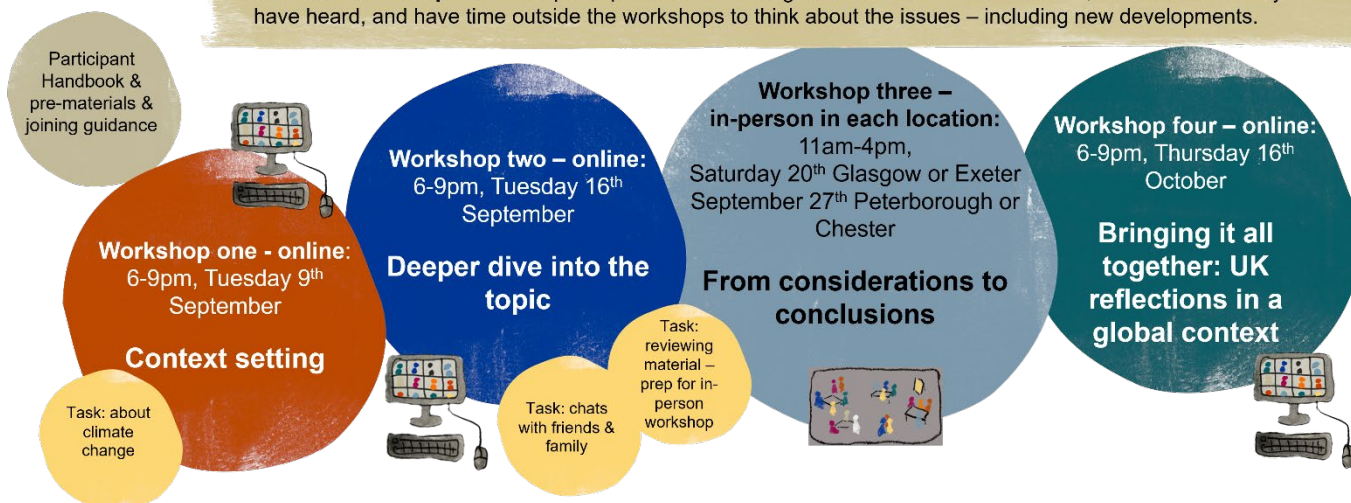 have heard, and have time outside the workshops to think about the issues – including new developments.
Participant
Handbook &
pre-materials &
joining guidance
Workshop one - online:
6-9pm, Tuesday 9th
September
Context setting
Task: about
climate
change
Workshop two – online:
6-9pm, Tuesday 16th
September
Deeper dive into the
topic
Task: chats
with friends &
family
Task:
reviewing
material –
prep for in-
person
workshop
Workshop three –
in-person in each location:
11am-4pm,
Saturday 20th Glasgow or Exeter
September 27th Peterborough or
Chester
From considerations to
conclusions
Workshop four – online:
6-9pm, Thursday 16th
October
Bringing it all
together: UK
reflections in a
global context